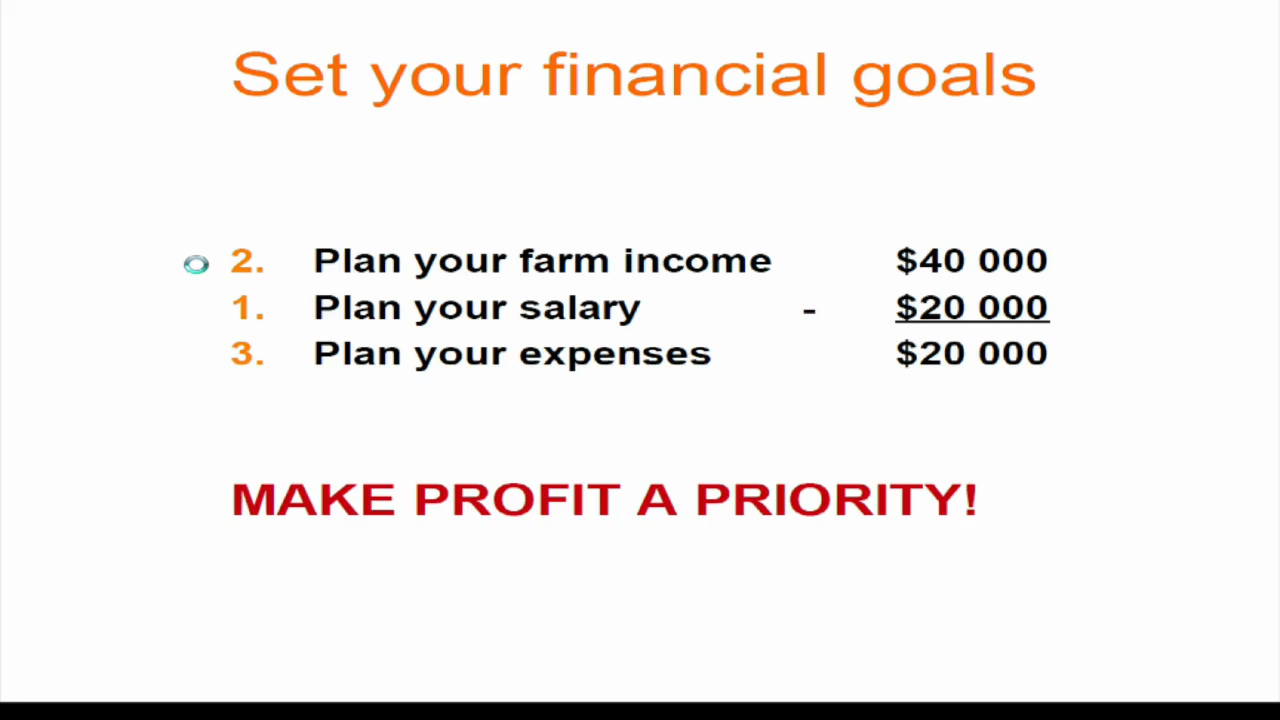 Set your financial goals
2. Plan your farm income $40 000
1. Plan your salary - $20 000
3. Plan your expenses $20 000
MAKE PROFIT A PRIORITY!